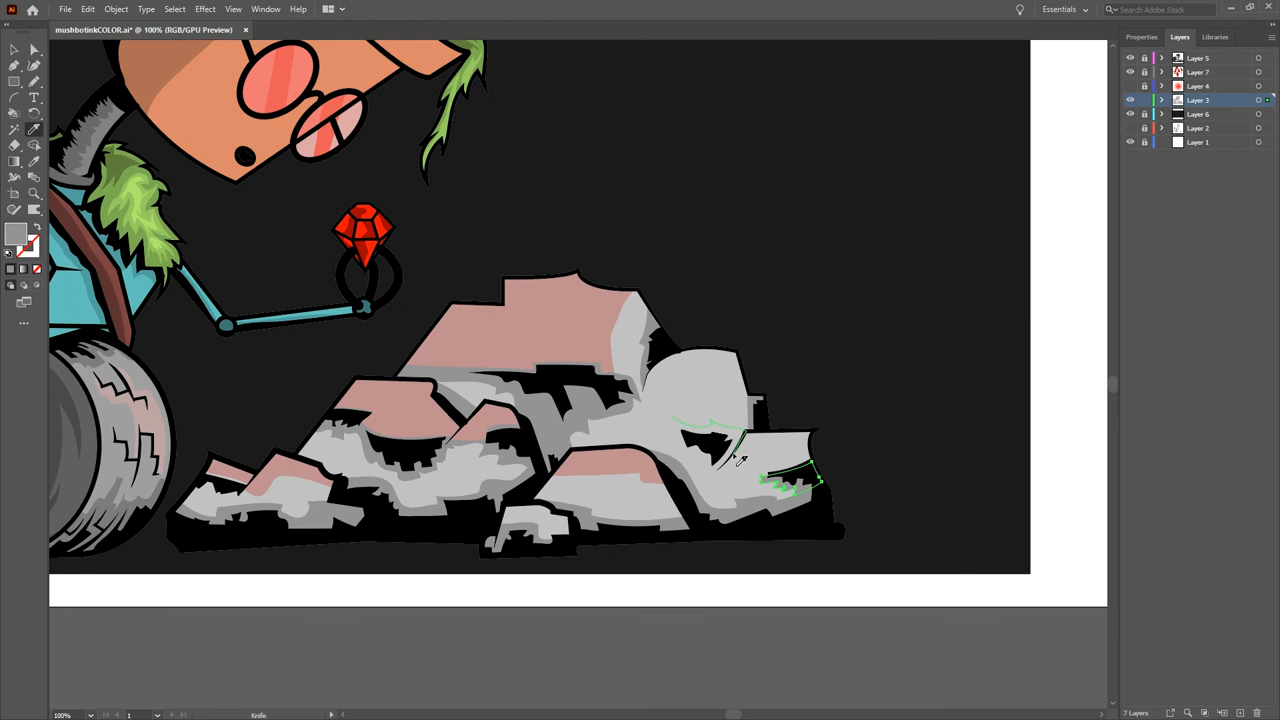 Ai File Edit Object Type Select Effect View Window Help Essentials Search Adobe Stock
mushbotinkCOLOR.ai* @ 100% (RGB/GPU Preview) ×
Properties Layers Libraries
Layer 5
Layer 7
Layer 4
Layer 3
Layer 6
Layer 2
Layer 1
100% 1 Knife 7 Layers